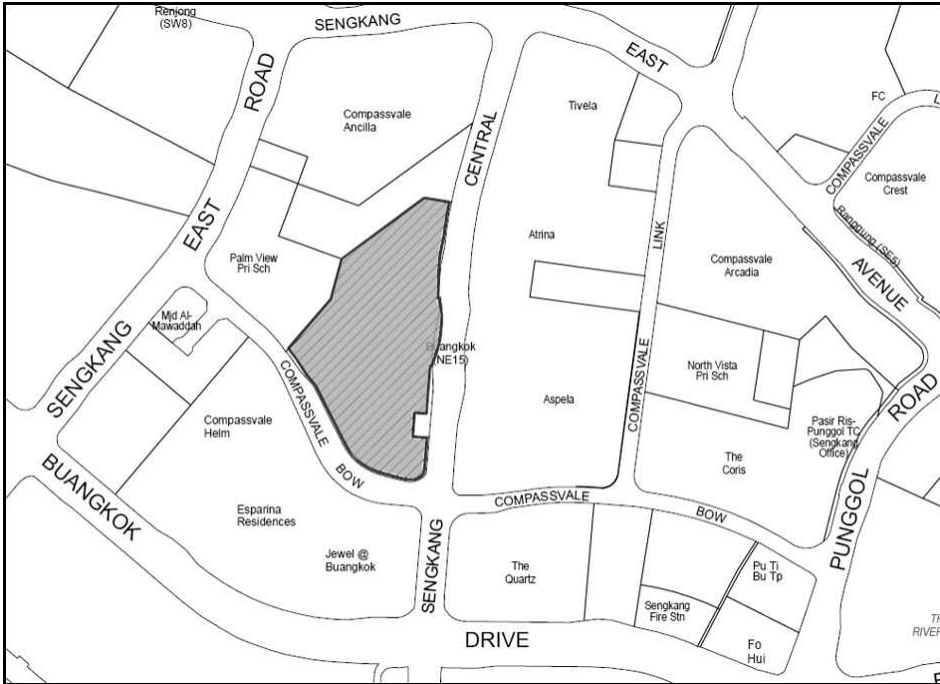 Renjong
(SW8)
SENGKANG
EAST
ROAD
Compassvale
Ancilla
CENTRAL
Tivela
FC
COMPASSVALE
Compassvale
Crest
Ranggung (SE5)
AVENUE
EAST
Palm View
Pri Sch
Atrina
LINK
Compassvale
Arcadia
Mjd Al-
Mawaddah
SENGKANG
Buangkok
(NE15)
COMPASSVALE
North Vista
Pri Sch
COMPASSVALE
Aspela
ROAD
Compassvale
Helm
Pasir Ris-
Punggol TC
(Sengkang
Office)
The
Coris
BUANGKOK
BOW
COMPASSVALE
BOW
PUNGGOL
Esparina
Residences
SENGKANG
Jewel @
Buangkok
The
Quartz
Pu Ti
Bu Tp
Sengkang
Fire Stn
DRIVE
Fo
Hui